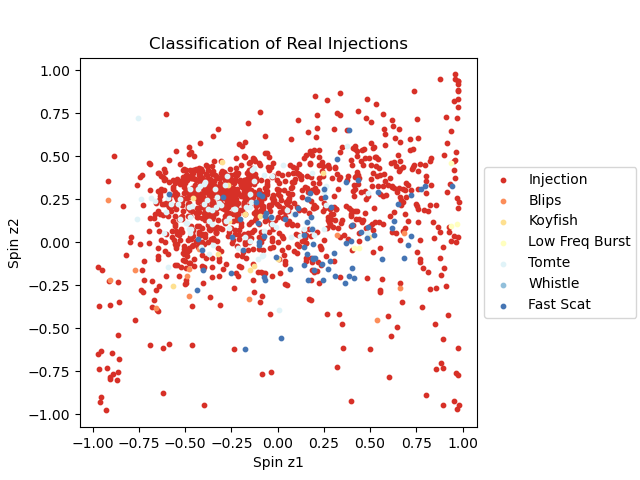 Classification of Real Injections
1.00
0.75
0.50
0.25
0.00
−0.25
−0.50
−0.75
−1.00
Spin z2
−1.00 −0.75 −0.50 −0.25 0.00 0.25 0.50 0.75 1.00
Spin z1
Injection
Blips
Koyfish
Low Freq Burst
Tomte
Whistle
Fast Scat